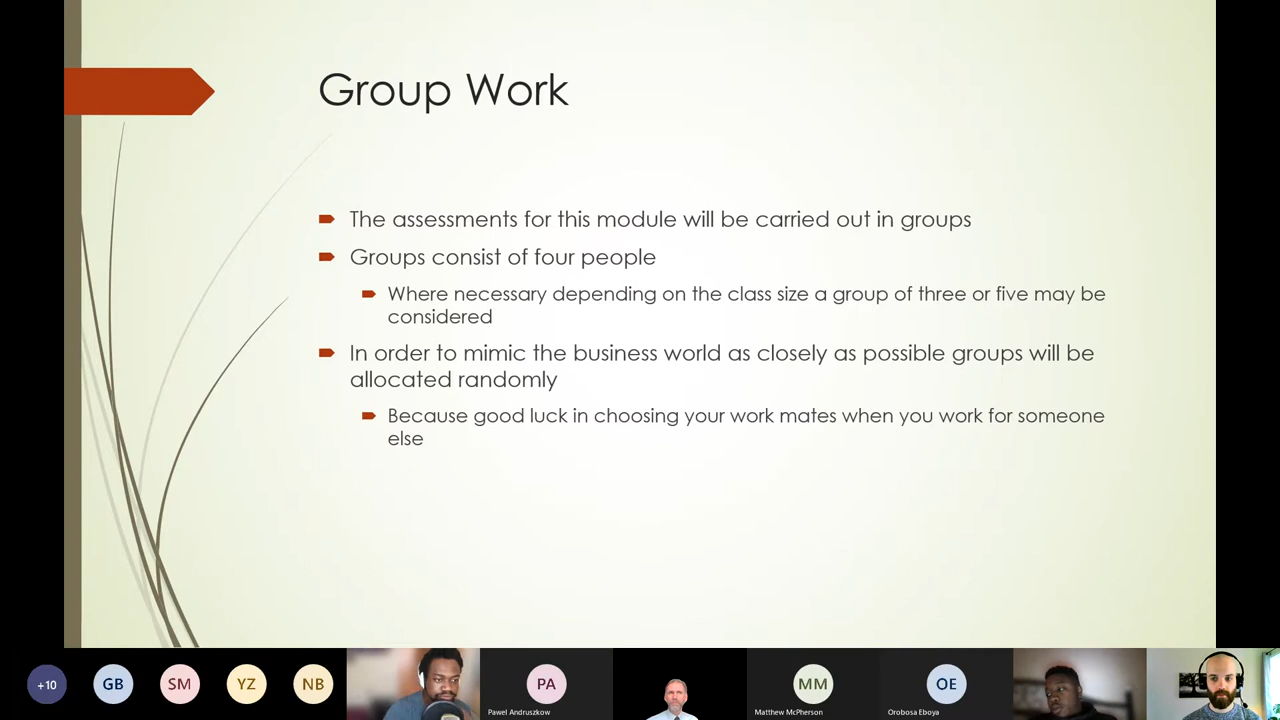 Group Work
The assessments for this module will be carried out in groups
Groups consist of four people
Where necessary depending on the class size a group of three or five may be
considered
In order to mimic the business world as closely as possible groups will be
allocated randomly
Because good luck in choosing your work mates when you work for someone
else
+10
GB
SM
YZ
NB
PA
Pawel Andruszkow
MM
Matthew McPherson
OE
Orobosa Eboya